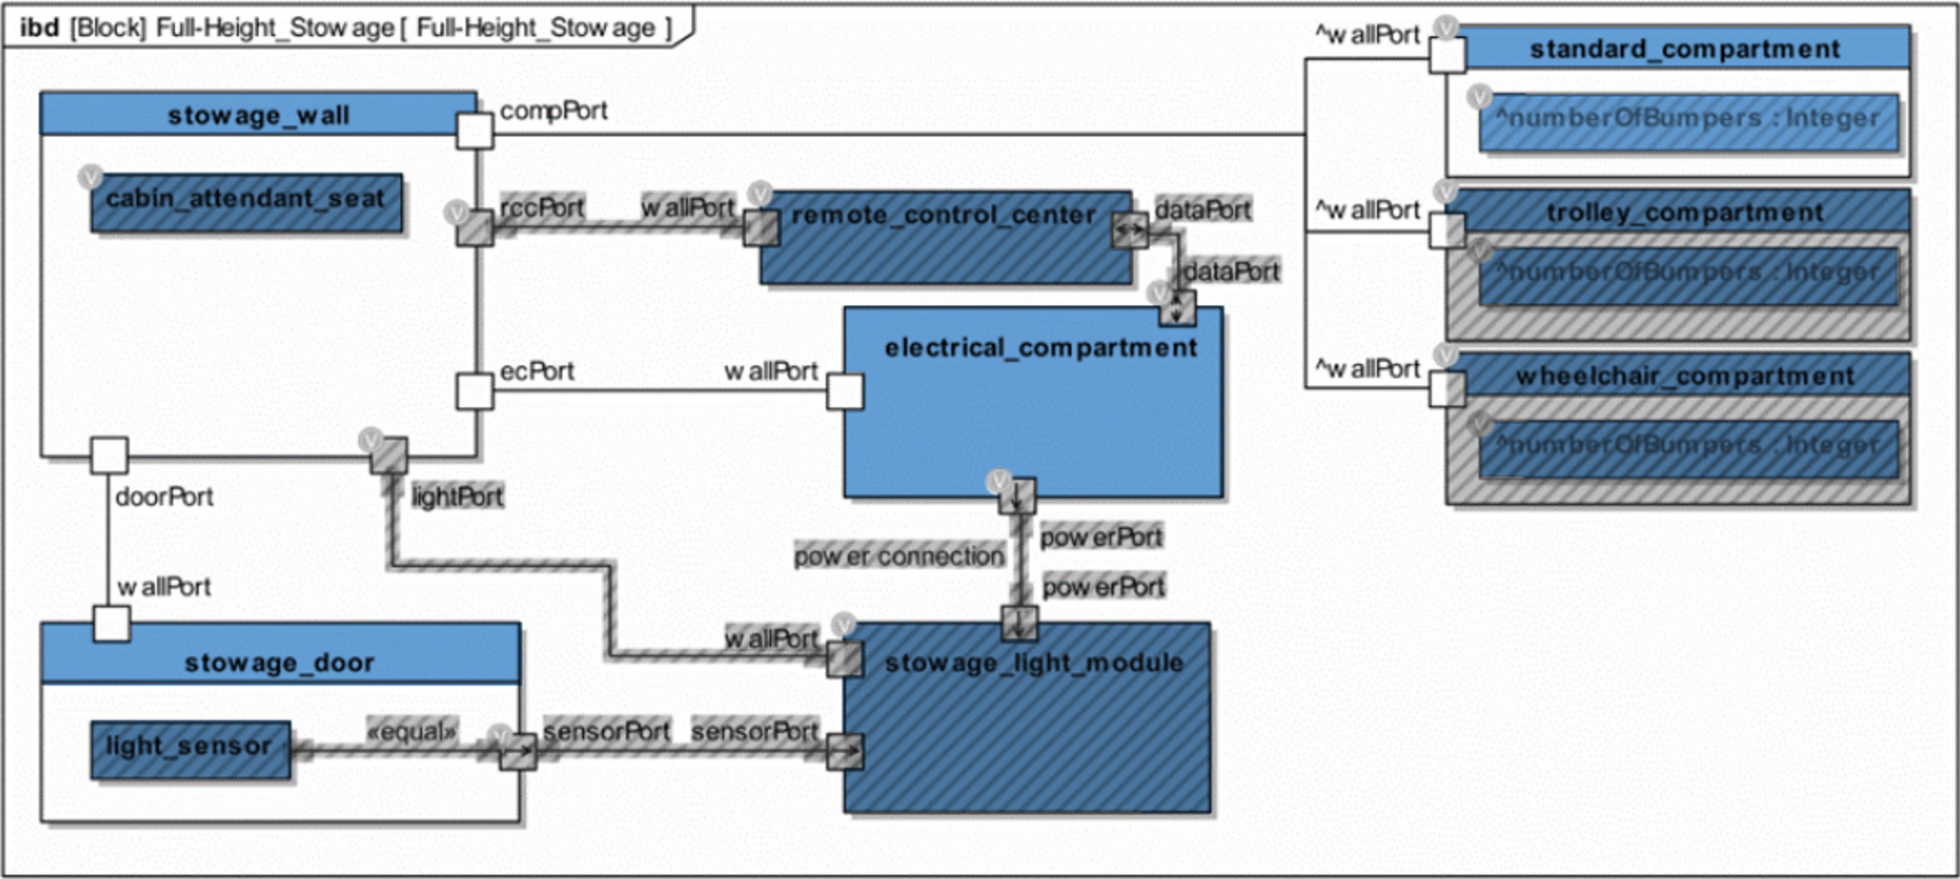 ibd [Block] Full-Height_Stowage [ Full-Height_Stowage ]
stowage_wall
compPort
^wallPort
V
standard_compartment
V
^numberOfBumpers : Integer
V
cabin_attendant_seat
V
rccPort
wallPort
V
remote_control_center
dataPort
^wallPort
V
trolley_compartment
V
^numberOfBumpers : Integer
dataPort
V
electrical_compartment
ecPort
wallPort
^wallPort
V
wheelchair_compartment
V
^numberOfBumpers : Integer
V
doorPort
lightPort
V
power connection
powerPort
powerPort
wallPort
stowage_door
wallPort
V
stowage_light_module
light_sensor
«equal»
V
sensorPort
sensorPort